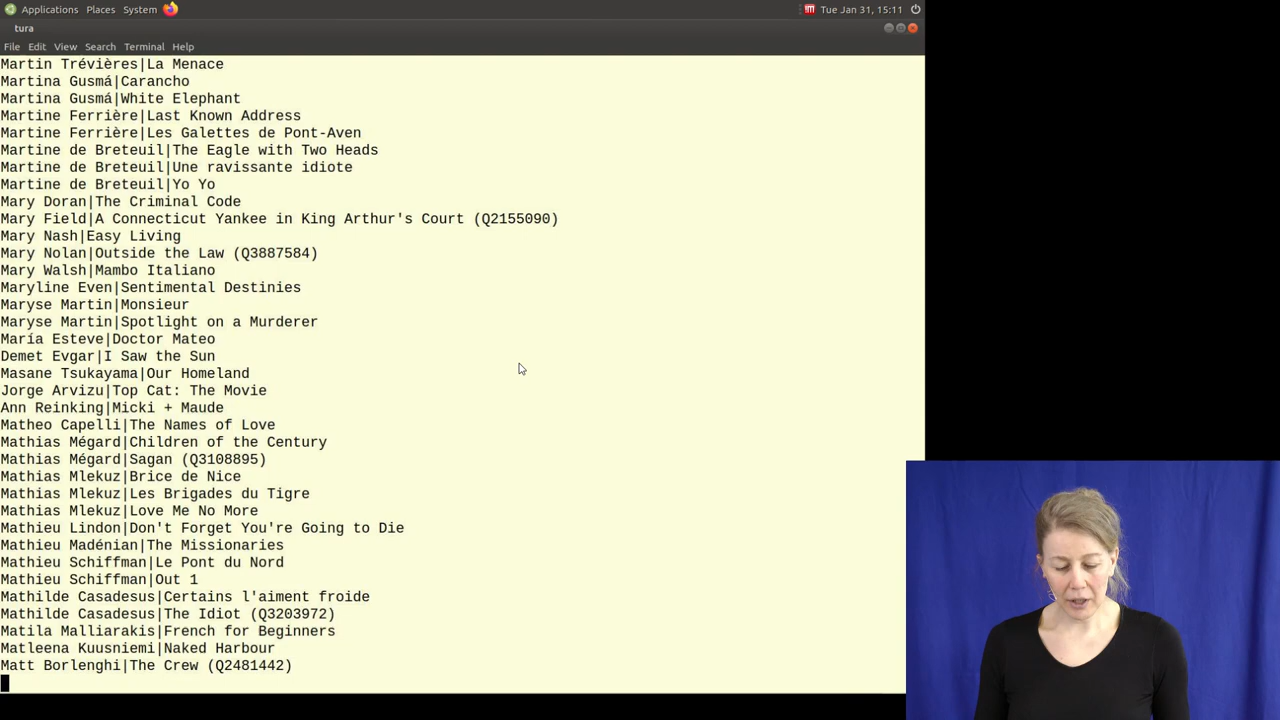 Applications Places System Tue Jan 31, 15:11
tura
File Edit View Search Terminal Help
Martin Trévières|La Menace
Martina Gusmá|Carancho
Martina Gusmá|White Elephant
Martine Ferrière|Last Known Address
Martine Ferrière|Les Galettes de Pont-Aven
Martine de Breteuil|The Eagle with Two Heads
Martine de Breteuil|Une ravissante idiote
Martine de Breteuil|Yo Yo
Mary Doran|The Criminal Code
Mary Field|A Connecticut Yankee in King Arthur's Court (Q2155090)
Mary Nash|Easy Living
Mary Nolan|Outside the Law (Q3887584)
Mary Walsh|Mambo Italiano
Maryline Even|Sentimental Destinies
Maryse Martin|Monsieur
Maryse Martin|Spotlight on a Murderer
María Esteve|Doctor Mateo
Demet Evgar|I Saw the Sun
Masane Tsukayama|Our Homeland
Jorge Arvizu|Top Cat: The Movie
Ann Reinking|Micki + Maude
Matheo Capelli|The Names of Love
Mathias Mégard|Children of the Century
Mathias Mégard|Sagan (Q3108895)
Mathias Mlekuz|Brice de Nice
Mathias Mlekuz|Les Brigades du Tigre
Mathias Mlekuz|Love Me No More
Mathieu Lindon|Don't Forget You're Going to Die
Mathieu Madénian|The Missionaries
Mathieu Schiffman|Le Pont du Nord
Mathieu Schiffman|Out 1
Mathilde Casadesus|Certains l'aiment froide
Mathilde Casadesus|The Idiot (Q3203972)
Matila Malliarakis|French for Beginners
Matleena Kuusniemi|Naked Harbour
Matt Borlenghi|The Crew (Q2481442)